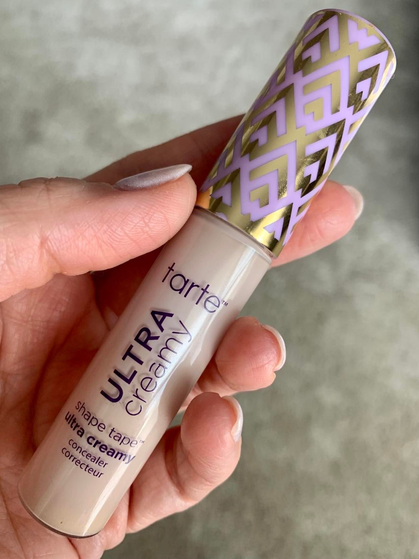 tarte™
ULTRA
creamy
shape tape™
ultra creamy
concealer
correcteur